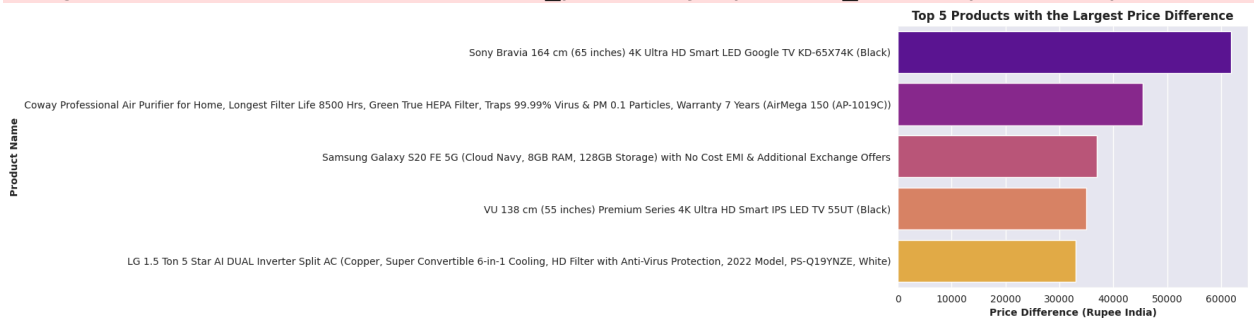 Top 5 Products with the Largest Price Difference
Product Name
Sony Bravia 164 cm (65 inches) 4K Ultra HD Smart LED Google TV KD-65X74K (Black)
Coway Professional Air Purifier for Home, Longest Filter Life 8500 Hrs, Green True HEPA Filter, Traps 99.99% Virus & PM 0.1 Particles, Warranty 7 Years (AirMega 150 (AP-1019C))
Samsung Galaxy S20 FE 5G (Cloud Navy, 8GB RAM, 128GB Storage) with No Cost EMI & Additional Exchange Offers
VU 138 cm (55 inches) Premium Series 4K Ultra HD Smart IPS LED TV 55UT (Black)
LG 1.5 Ton 5 Star AI DUAL Inverter Split AC (Copper, Super Convertible 6-in-1 Cooling, HD Filter with Anti-Virus Protection, 2022 Model, PS-Q19YNZE, White)
0 10000 20000 30000 40000 50000 60000
Price Difference (Rupee India)